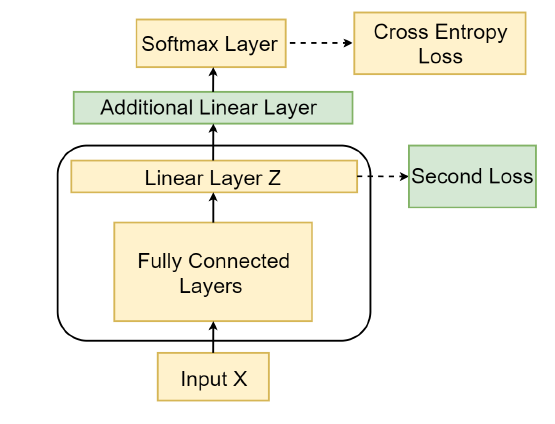 Softmax Layer
Cross Entropy
Loss
Additional Linear Layer
Linear Layer Z
Second Loss
Fully Connected
Layers
Input X